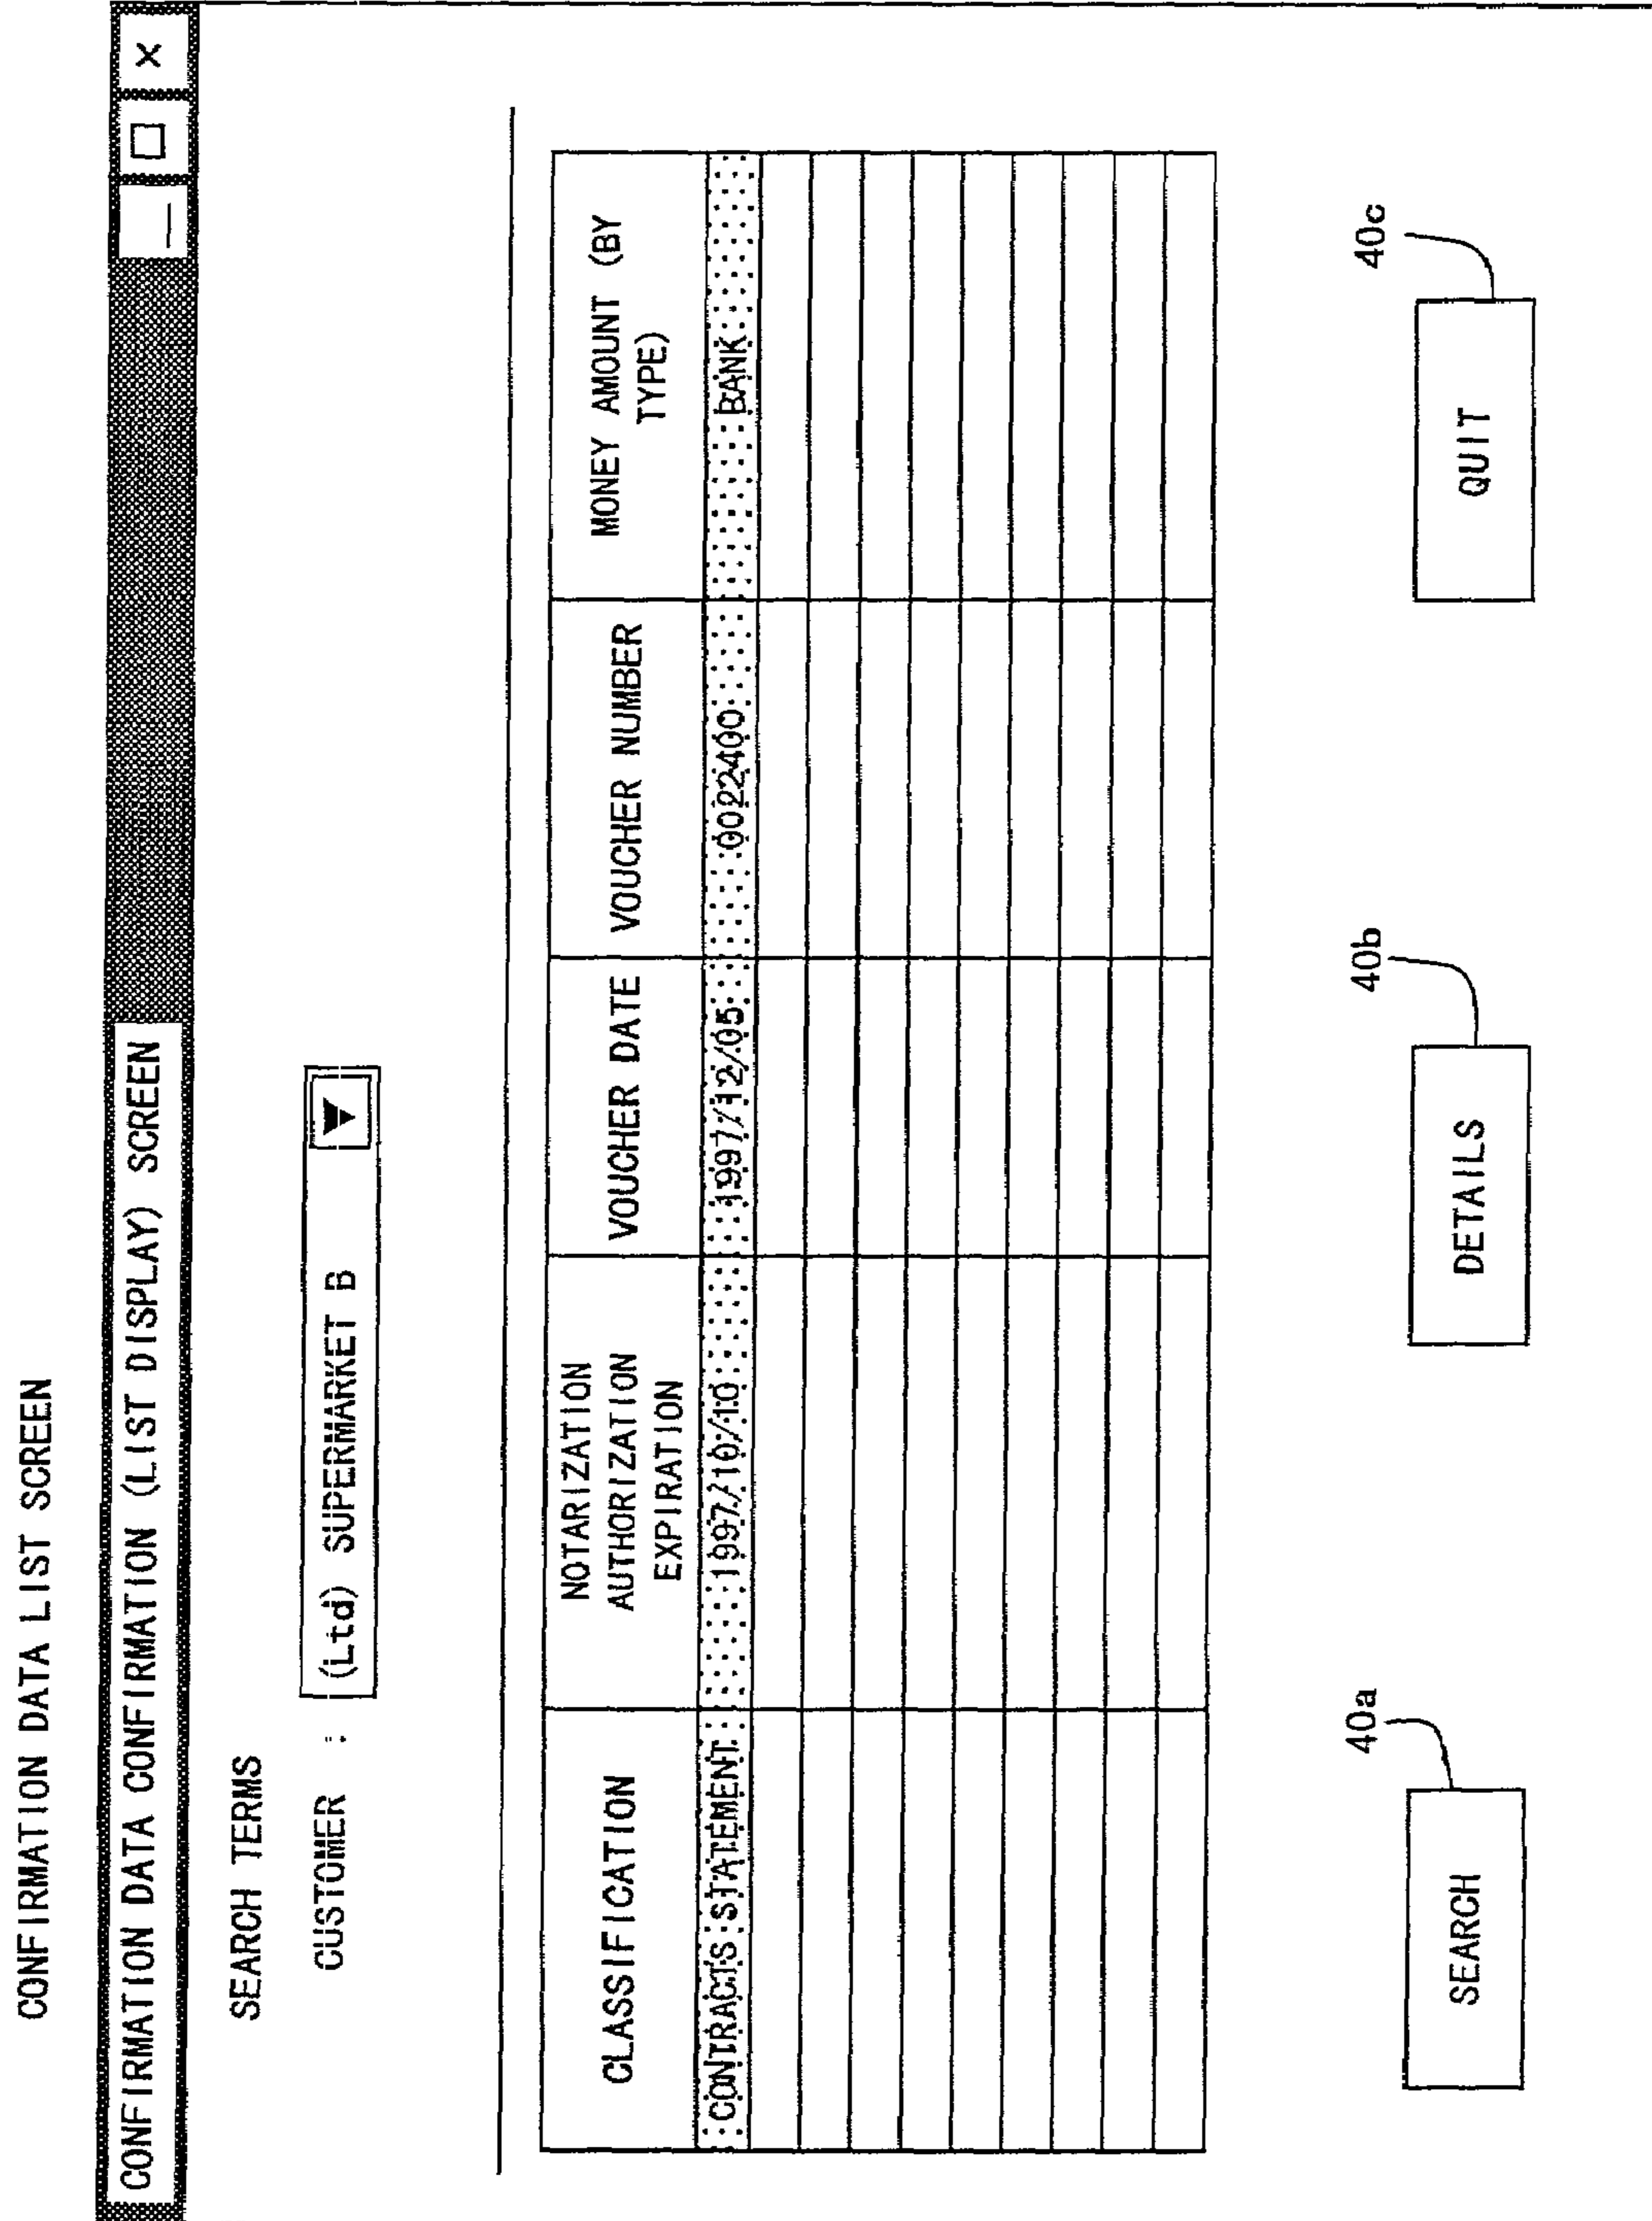 CONFIRMATION DATA LIST SCREEN
CONFIRMATION DATA CONFIRMATION (LIST DISPLAY) SCREEN
SEARCH TERMS
CUSTOMER : (Ltd) SUPERMARKET B
CLASSIFICATION
NOTARIZATION
AUTHORIZATION
EXPIRATION
VOUCHER DATE
VOUCHER NUMBER
MONEY AMOUNT (BY
TYPE)
CONTRACTS STATEMENT 1997/10/10 1997/12/05 0022400 BANK
40a
40b
40c
SEARCH
DETAILS
QUIT